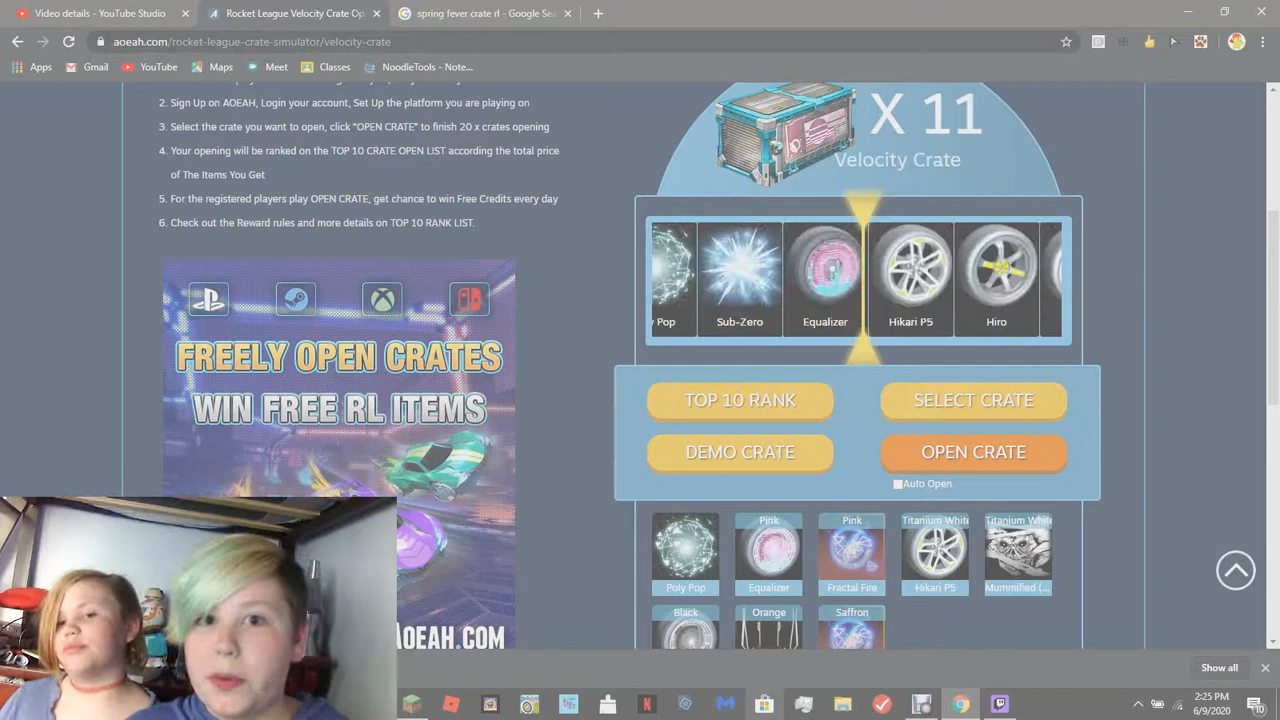 Video details - YouTube Studio
Rocket League Velocity Crate Op
spring fever crate rl - Google Sea
aoeah.com/rocket-league-crate-simulator/velocity-crate
Apps
Gmail
YouTube
Maps
Meet
Classes
NoodleTools - Note...
2. Sign Up on AOEAH, Login your account, Set Up the platform you are playing on
3. Select the crate you want to open, click "OPEN CRATE" to finish 20 x crates opening
4. Your opening will be ranked on the TOP 10 CRATE OPEN LIST according the total price
of The Items You Get
5. For the registered players play OPEN CRATE, get chance to win Free Credits every day
6. Check out the Reward rules and more details on TOP 10 RANK LIST.
FREELY OPEN CRATES
WIN FREE RL ITEMS
AOEAH.COM
X 11
Velocity Crate
y Pop
Sub-Zero
Equalizer
Hikari P5
Hiro
TOP 10 RANK
SELECT CRATE
DEMO CRATE
OPEN CRATE
Auto Open
Poly Pop
Pink
Equalizer
Pink
Fractal Fire
Titanium White
Hikari P5
Titanium White
Mummified (...
Black
Orange
Saffron
Show all
2:25 PM
6/9/2020
10